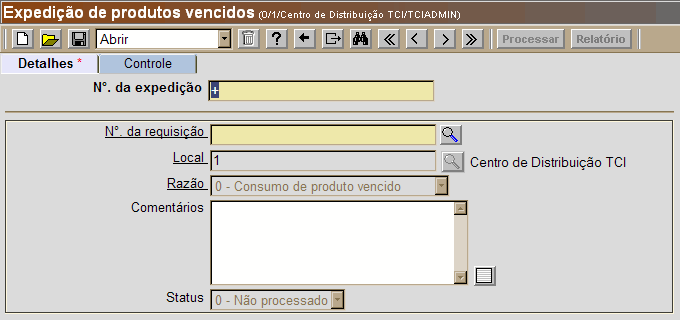 Expedição de produtos vencidos (0/1/Centro de Distribuição TCI/TCIADMIN)
Abrir ? Processar Relatório
Detalhes * Controle
N°. da expedição +
N°. da requisição
Local 1 Centro de Distribuição TCI
Razão 0 - Consumo de produto vencido
Comentários
Status 0 - Não processado